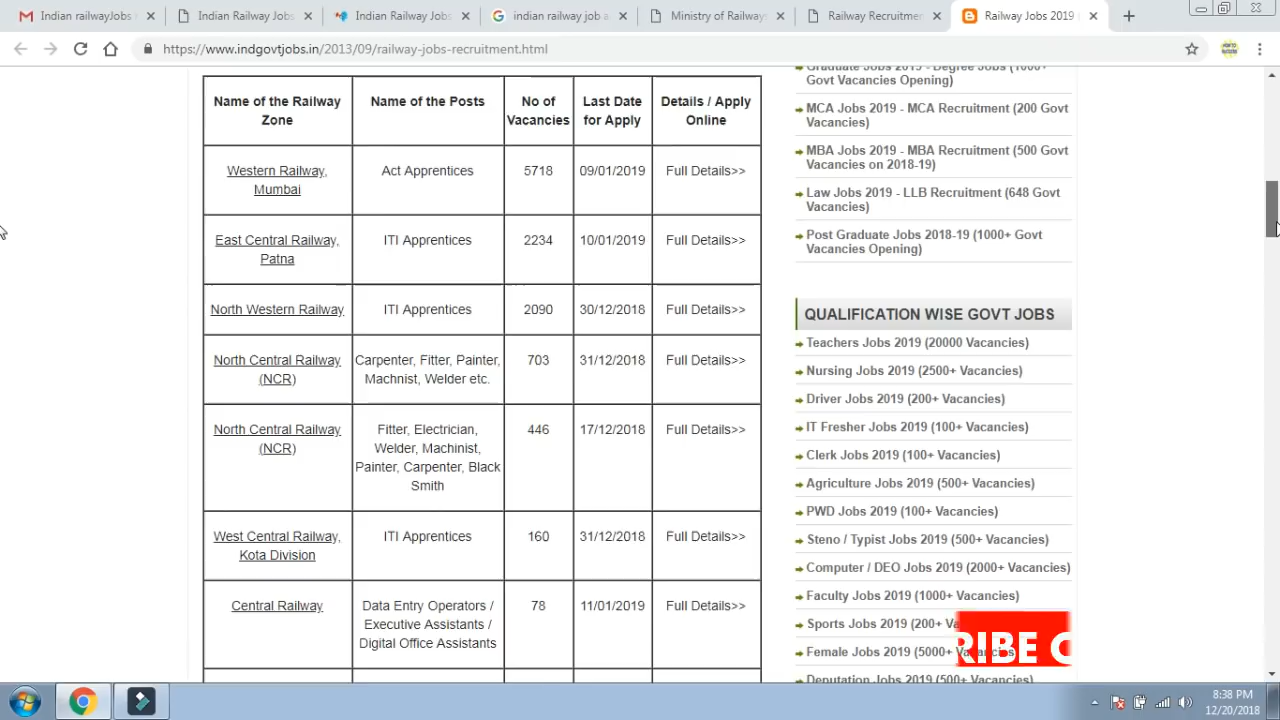 Indian railwayJobs
Indian Railway Jobs
Indian Railway Jobs
indian railway job a
Ministry of Railway
Railway Recruitmen
Railway Jobs 2019
https://www.indgovtjobs.in/2013/09/railway-jobs-recruitment.html
Name of the Railway Zone
Name of the Posts
No of Vacancies
Last Date for Apply
Details / Apply Online
Western Railway, Mumbai
Act Apprentices
5718
09/01/2019
Full Details>>
East Central Railway, Patna
ITI Apprentices
2234
10/01/2019
Full Details>>
North Western Railway
ITI Apprentices
2090
30/12/2018
Full Details>>
North Central Railway (NCR)
Carpenter, Fitter, Painter, Machnist, Welder etc.
703
31/12/2018
Full Details>>
North Central Railway (NCR)
Fitter, Electrician, Welder, Machinist, Painter, Carpenter, Black Smith
446
17/12/2018
Full Details>>
West Central Railway, Kota Division
ITI Apprentices
160
31/12/2018
Full Details>>
Central Railway
Data Entry Operators / Executive Assistants / Digital Office Assistants
78
11/01/2019
Full Details>>
Graduate Jobs 2019 - Degree Jobs (1000+
Govt Vacancies Opening)
MCA Jobs 2019 - MCA Recruitment (200 Govt
Vacancies)
MBA Jobs 2019 - MBA Recruitment (500 Govt
Vacancies on 2018-19)
Law Jobs 2019 - LLB Recruitment (648 Govt
Vacancies)
Post Graduate Jobs 2018-19 (1000+ Govt
Vacancies Opening)
QUALIFICATION WISE GOVT JOBS
Teachers Jobs 2019 (20000 Vacancies)
Nursing Jobs 2019 (2500+ Vacancies)
Driver Jobs 2019 (200+ Vacancies)
IT Fresher Jobs 2019 (100+ Vacancies)
Clerk Jobs 2019 (100+ Vacancies)
Agriculture Jobs 2019 (500+ Vacancies)
PWD Jobs 2019 (100+ Vacancies)
Steno / Typist Jobs 2019 (500+ Vacancies)
Computer / DEO Jobs 2019 (2000+ Vacancies)
Faculty Jobs 2019 (1000+ Vacancies)
Sports Jobs 2019 (200+ Va
Female Jobs 2019 (5000+ Vacancies)
Deputation Jobs 2019 (500+ Vacancies)
RIBE C
8:38 PM
12/20/2018